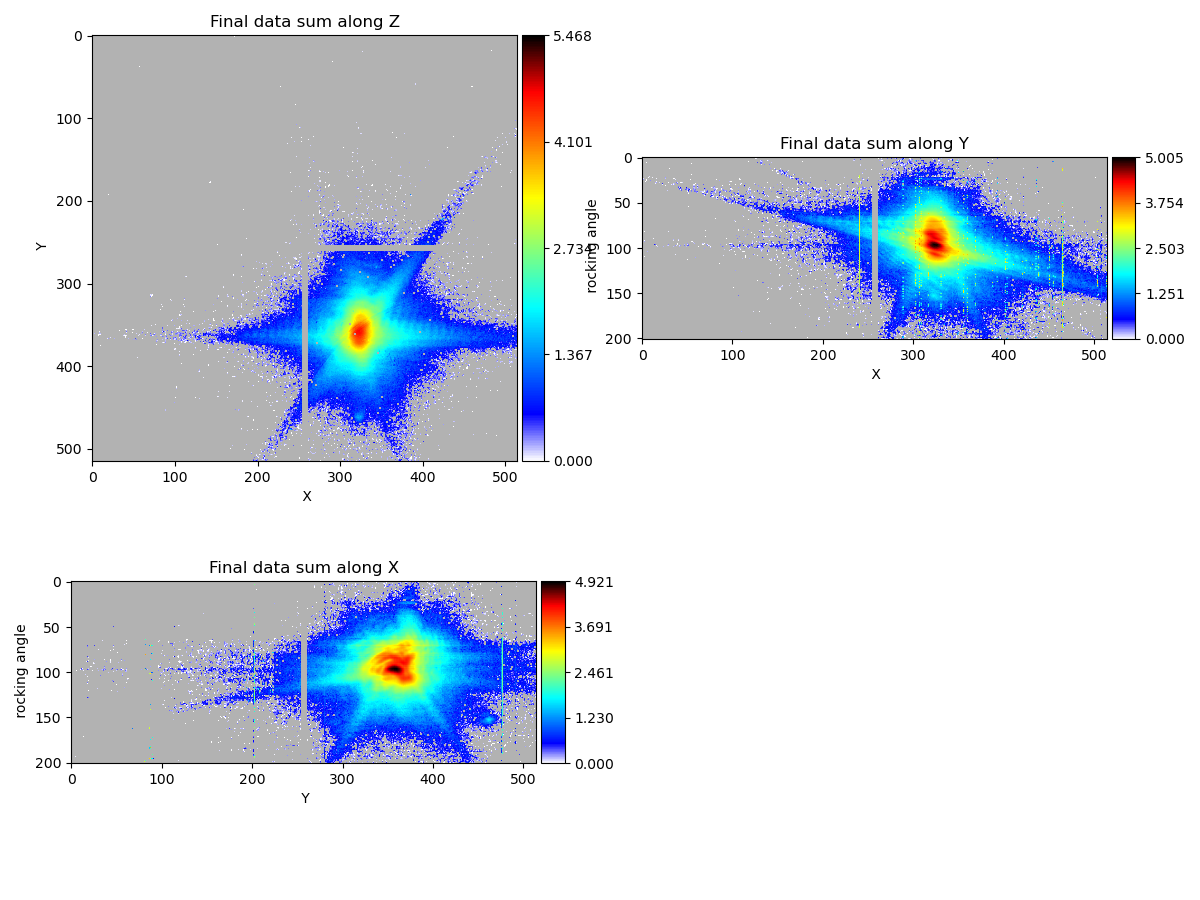 Final data sum along Z
0
100
200
300
400
500
Y
0 100 200 300 400 500
X
5.468
4.101
2.734
1.367
0.000
Final data sum along Y
0
50
100
150
200
rocking angle
0 100 200 300 400 500
X
5.005
3.754
2.503
1.251
0.000
Final data sum along X
0
50
100
150
200
rocking angle
0 100 200 300 400 500
Y
4.921
3.691
2.461
1.230
0.000